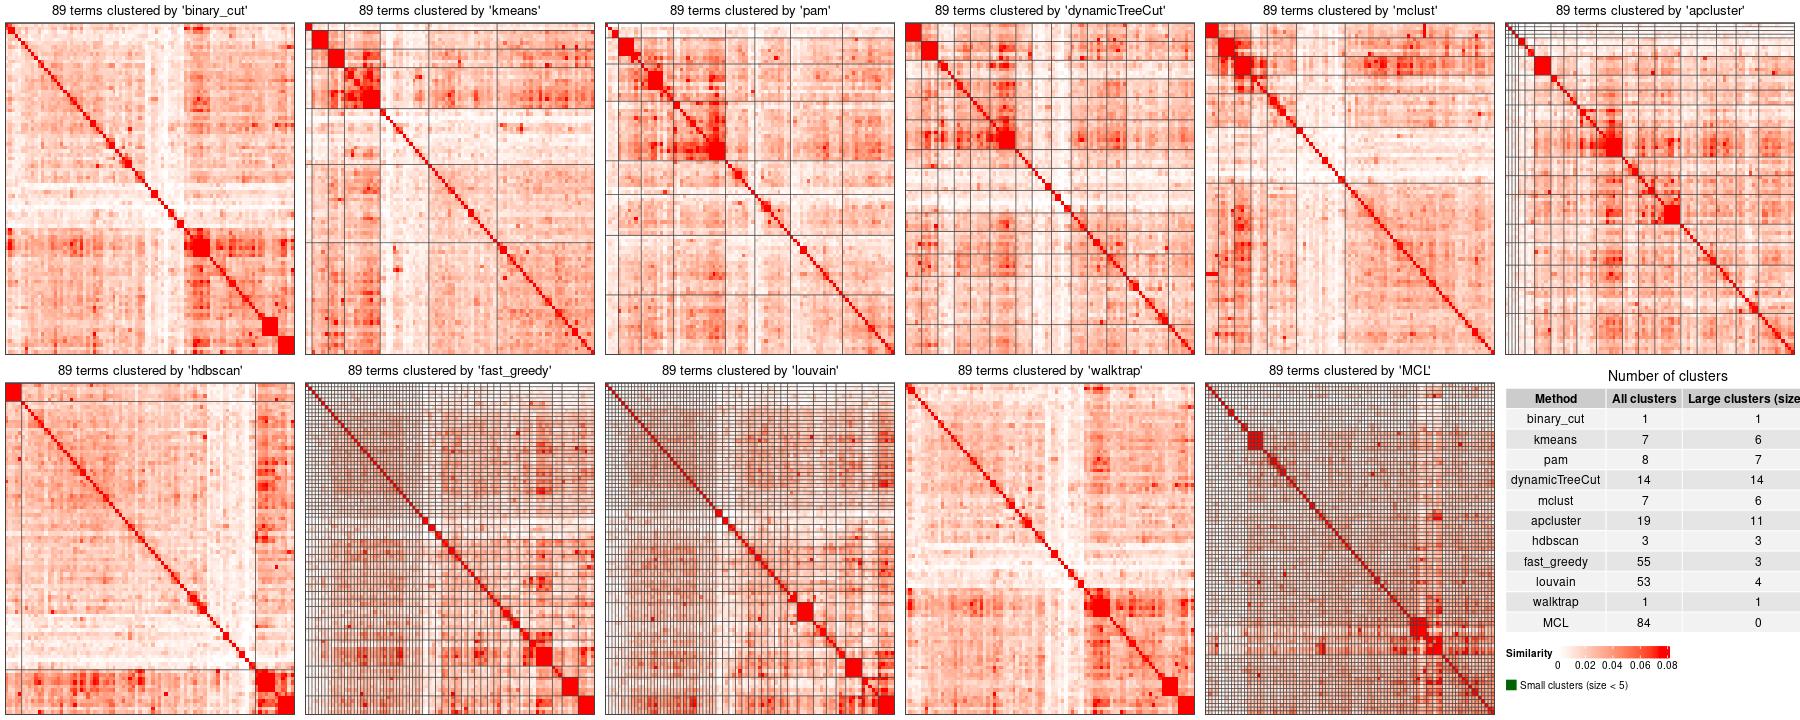 89 terms clustered by 'binary_cut'
89 terms clustered by 'kmeans'
89 terms clustered by 'pam'
89 terms clustered by 'dynamicTreeCut'
89 terms clustered by 'mclust'
89 terms clustered by 'apcluster'
89 terms clustered by 'hdbscan'
89 terms clustered by 'fast_greedy'
89 terms clustered by 'louvain'
89 terms clustered by 'walktrap'
89 terms clustered by 'MCL'
Number of clusters
Method All clusters Large clusters (size
binary_cut 1 1
kmeans 7 6
pam 8 7
dynamicTreeCut 14 14
mclust 7 6
apcluster 19 11
hdbscan 3 3
fast_greedy 55 3
louvain 53 4
walktrap 1 1
MCL 84 0
Similarity
0 0.02 0.04 0.06 0.08
Small clusters (size < 5)